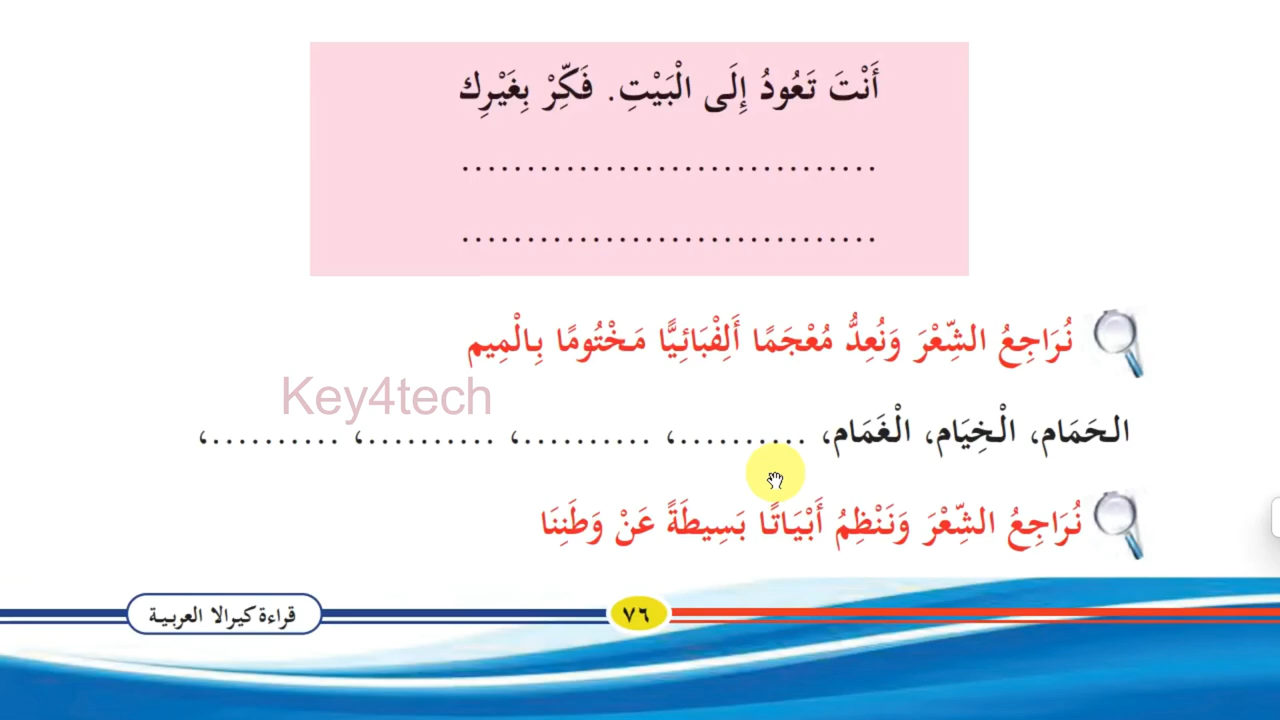 أَنْتَ تَعُودُ إِلَى الْبَيْتِ. فَكِّرْ بِغَيْرِك
................................
................................
نُرَاجِعُ الشِّعْرَ وَنُعِدُّ مُعْجَمًا أَلِفْبَائِيًّا مَخْتُومًا بِالْمِيم
Key4tech
الحَمَام، الْخِيَام، الْغَمَام، ..........، ..........، ..........، ..........،
نُرَاجِعُ الشِّعْرَ وَنَنْظِمُ أَبْيَاتًا بَسِيطَةً عَنْ وَطَنِنَا
٧٦
قراءة كيرالا العربية